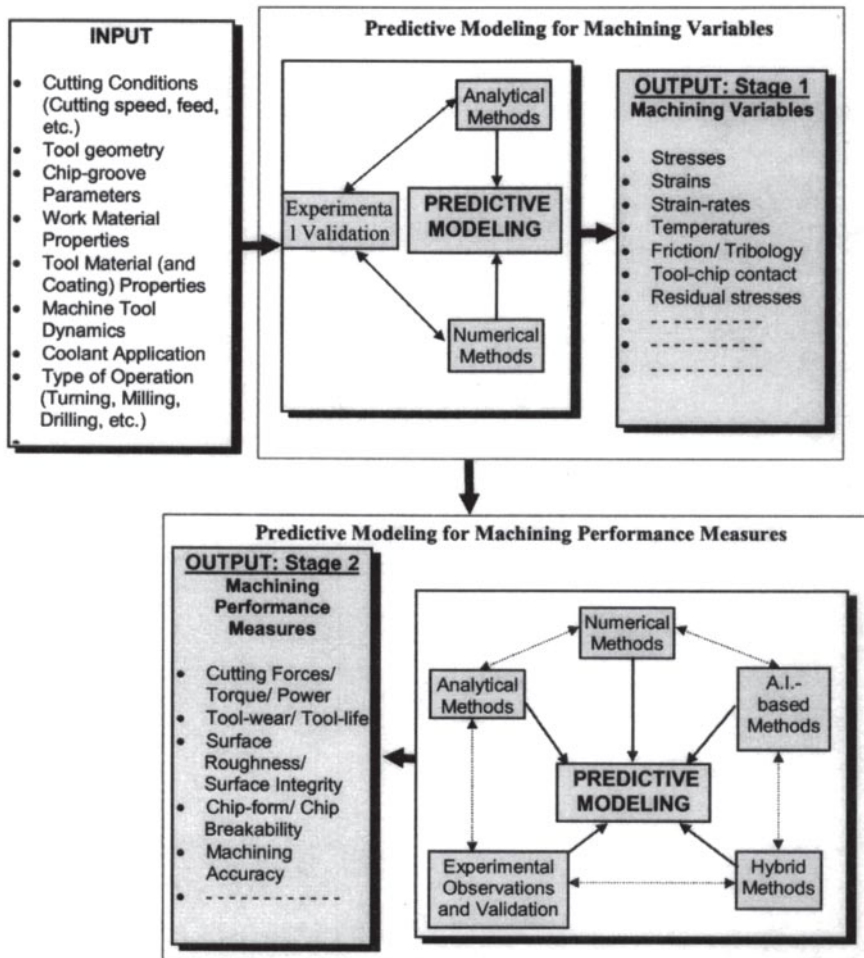 INPUT
• Cutting Conditions
(Cutting speed, feed,
etc.)
• Tool geometry
• Chip-groove
Parameters
• Work Material
Properties
• Tool Material (and
Coating) Properties
• Machine Tool
Dynamics
• Coolant Application
• Type of Operation
(Turning, Milling,
Drilling, etc.)
•
Predictive Modeling for Machining Variables
Analytical
Methods
Experimenta
l Validation
PREDICTIVE
MODELING
Numerical
Methods
OUTPUT: Stage 1
Machining Variables
• Stresses
• Strains
• Strain-rates
• Temperatures
• Friction/ Tribology
• Tool-chip contact
• Residual stresses
• - - - - - - - - - - - -
• - - - - - - - - - - - -
• - - - - - - - - - - - -
Predictive Modeling for Machining Performance Measures
OUTPUT: Stage 2
Machining
Performance
Measures
• Cutting Forces/
Torque/ Power
• Tool-wear/ Tool-life
• Surface
Roughness/
Surface Integrity
• Chip-form/ Chip
Breakability
• Machining
Accuracy
• - - - - - - - - - - - - - -
Numerical
Methods
Analytical
Methods
A.I.-
based
Methods
PREDICTIVE
MODELING
Experimental
Observations
and Validation
Hybrid
Methods